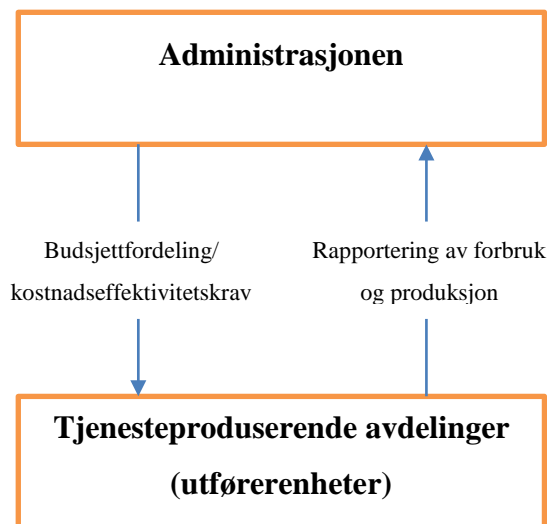 Administrasjonen
Budsjettfordeling/
kostnadseffektivitetskrav
Rapportering av forbruk
og produksjon
Tjenesteproduserende avdelinger
(utførerenheter)